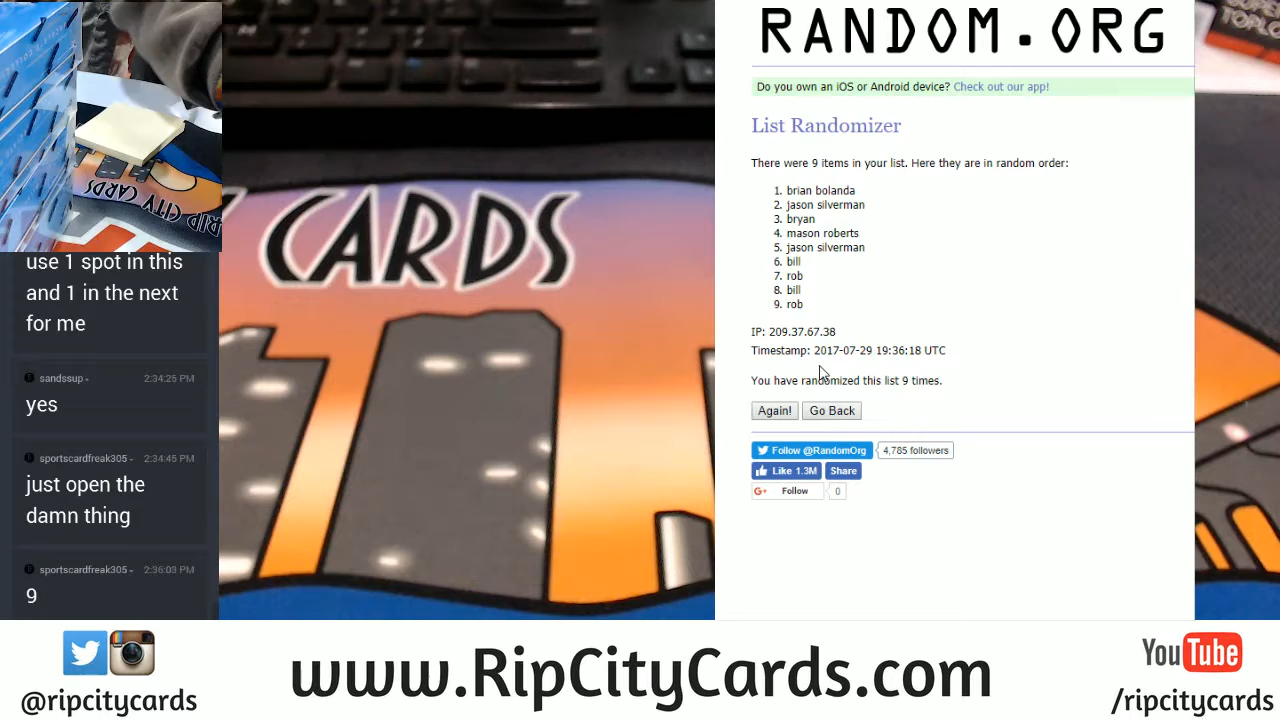 RANDOM.ORG
Do you own an iOS or Android device? Check out our app!
List Randomizer
There were 9 items in your list. Here they are in random order:
1. brian bolanda
2. jason silverman
3. bryan
4. mason roberts
5. jason silverman
6. bill
7. rob
8. bill
9. rob
IP: 209.37.67.38
Timestamp: 2017-07-29 19:36:18 UTC
You have randomized this list 9 times.
Again! Go Back
Follow @RandomOrg 4,785 followers
Like 1.3M Share
G+ Follow 0
CARDS
RIP CITY CARDS
use 1 spot in this
and 1 in the next
for me
sandssup 2:34:25 PM
yes
sportscardfreak305 2:34:45 PM
just open the
damn thing
sportscardfreak305 2:36:03 PM
9
@ripcitycards
www.RipCityCards.com
YouTube
/ripcitycards